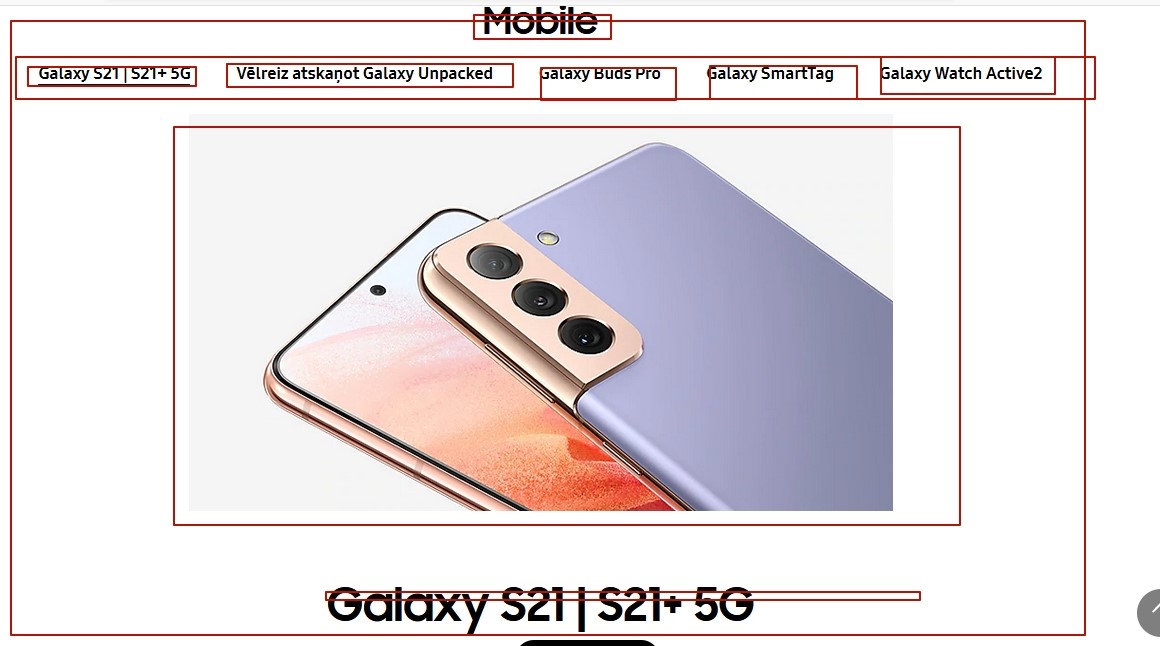 Mobile
Galaxy S21 | S21+ 5G Vēlreiz atskaņot Galaxy Unpacked Galaxy Buds Pro Galaxy SmartTag Galaxy Watch Active2
Galaxy S21 | S21+ 5G